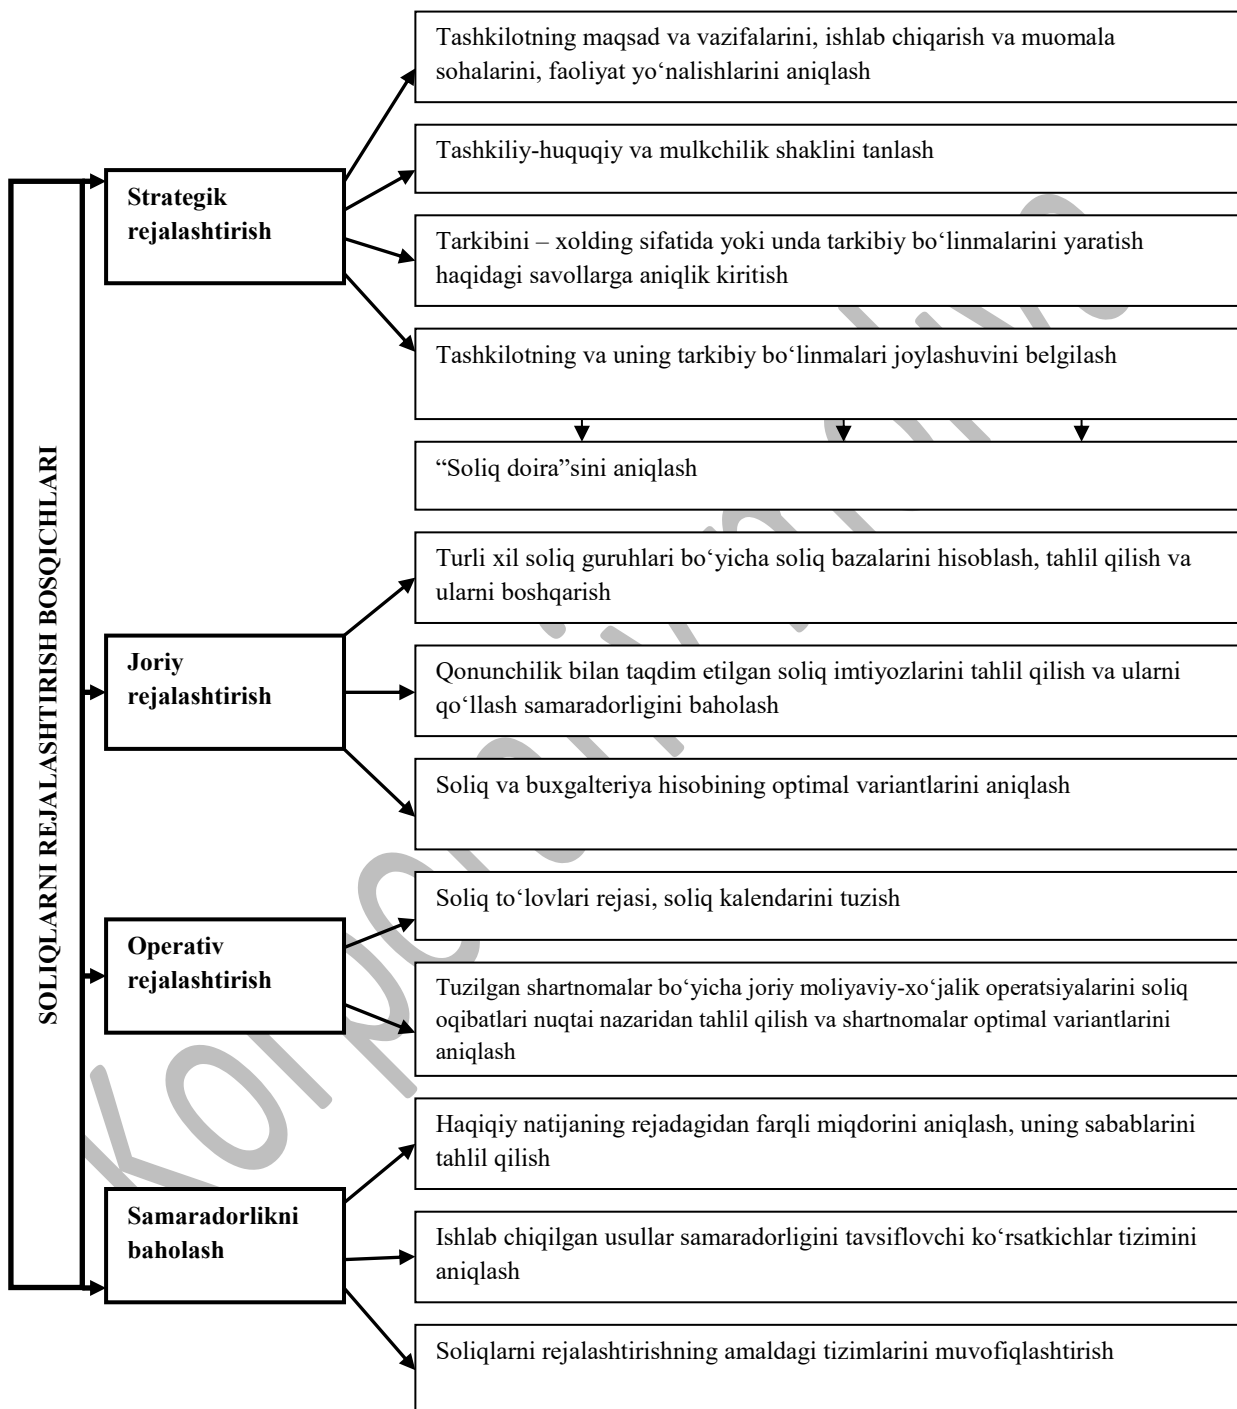 SOLIQLARNI REJALASHTIRISH BOSQICHLARI
Strategik
rejalashtirish
Tashkilotning maqsad va vazifalarini, ishlab chiqarish va muomala
sohalarini, faoliyat yo‘nalishlarini aniqlash
Tashkiliy-huquqiy va mulkchilik shaklini tanlash
Tarkibini – xolding sifatida yoki unda tarkibiy bo‘linmalarini yaratish
haqidagi savollarga aniqlik kiritish
Tashkilotning va uning tarkibiy bo‘linmalari joylashuvini belgilash
“Soliq doira”sini aniqlash
Joriy
rejalashtirish
Turli xil soliq guruhlari bo‘yicha soliq bazalarini hisoblash, tahlil qilish va
ularni boshqarish
Qonunchilik bilan taqdim etilgan soliq imtiyozlarini tahlil qilish va ularni
qo‘llash samaradorligini baholash
Soliq va buxgalteriya hisobining optimal variantlarini aniqlash
Operativ
rejalashtirish
Soliq to‘lovlari rejasi, soliq kalendarini tuzish
Tuzilgan shartnomalar bo‘yicha joriy moliyaviy-xo‘jalik operatsiyalarini soliq
oqibatlari nuqtai nazaridan tahlil qilish va shartnomalar optimal variantlarini
aniqlash
Samaradorlikni
baholash
Haqiqiy natijaning rejadagidan farqli miqdorini aniqlash, uning sabablarini
tahlil qilish
Ishlab chiqilgan usullar samaradorligini tavsiflovchi ko‘rsatkichlar tizimini
aniqlash
Soliqlarni rejalashtirishning amaldagi tizimlarini muvofiqlashtirish